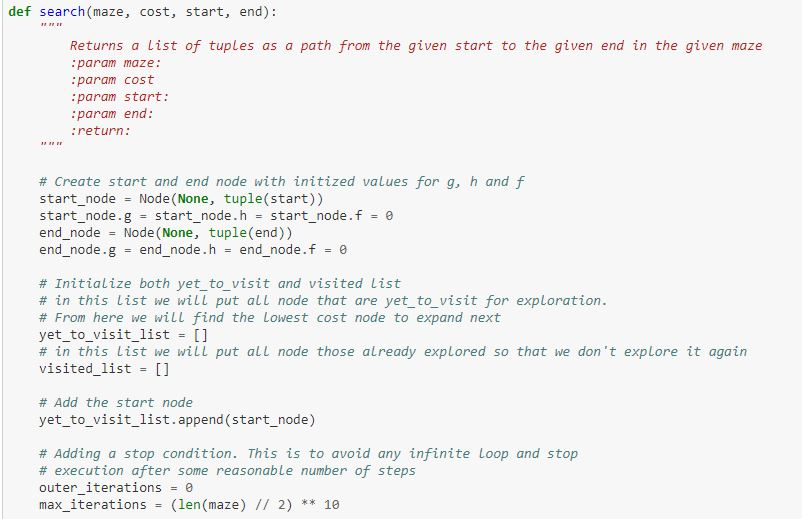 def search(maze, cost, start, end):
"""
Returns a list of tuples as a path from the given start to the given end in the given maze
:param maze:
:param cost
:param start:
:param end:
:return:
"""
# Create start and end node with initized values for g, h and f
start_node = Node(None, tuple(start))
start_node.g = start_node.h = start_node.f = 0
end_node = Node(None, tuple(end))
end_node.g = end_node.h = end_node.f = 0
# Initialize both yet_to_visit and visited list
# in this list we will put all node that are yet_to_visit for exploration.
# From here we will find the lowest cost node to expand next
yet_to_visit_list = []
# in this list we will put all node those already explored so that we don't explore it again
visited_list = []
# Add the start node
yet_to_visit_list.append(start_node)
# Adding a stop condition. This is to avoid any infinite loop and stop
# execution after some reasonable number of steps
outer_iterations = 0
max_iterations = (len(maze) // 2) ** 10